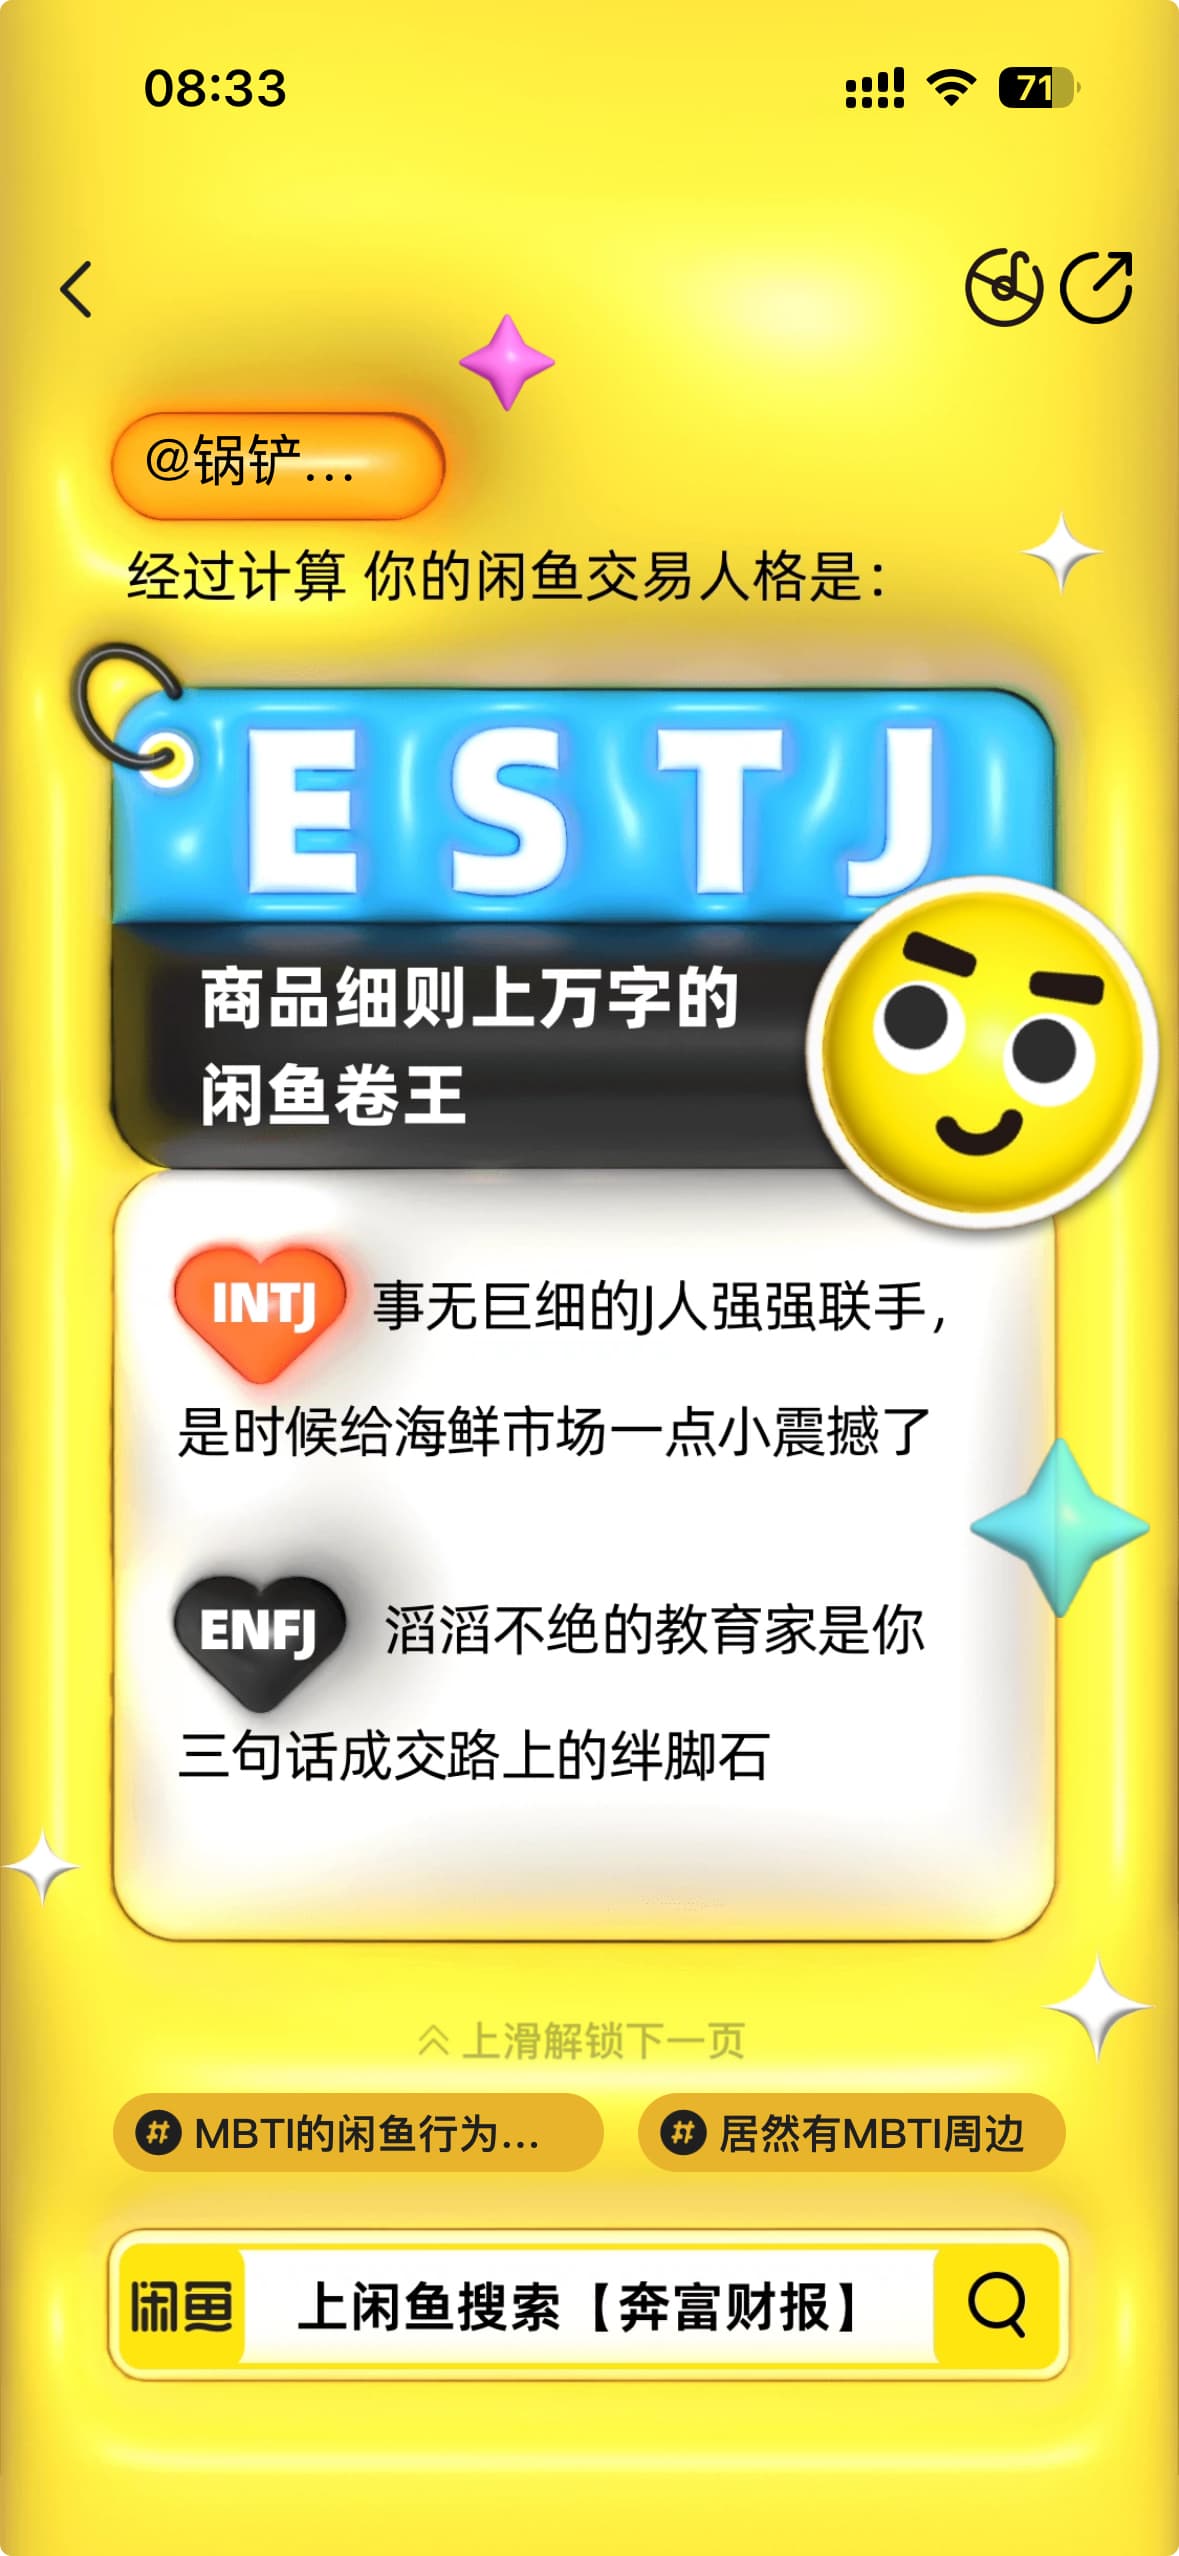 08:33
71
@锅铲...
经过计算 你的闲鱼交易人格是：
ESTJ
商品细则上万字的
闲鱼卷王
INTJ 事无巨细的J人强强联手，
是时候给海鲜市场一点小震撼了
ENFJ 滔滔不绝的教育家是你
三句话成交路上的绊脚石
上滑解锁下一页
# MBTI的闲鱼行为... # 居然有MBTI周边
闲鱼 上闲鱼搜索【奔富财报】